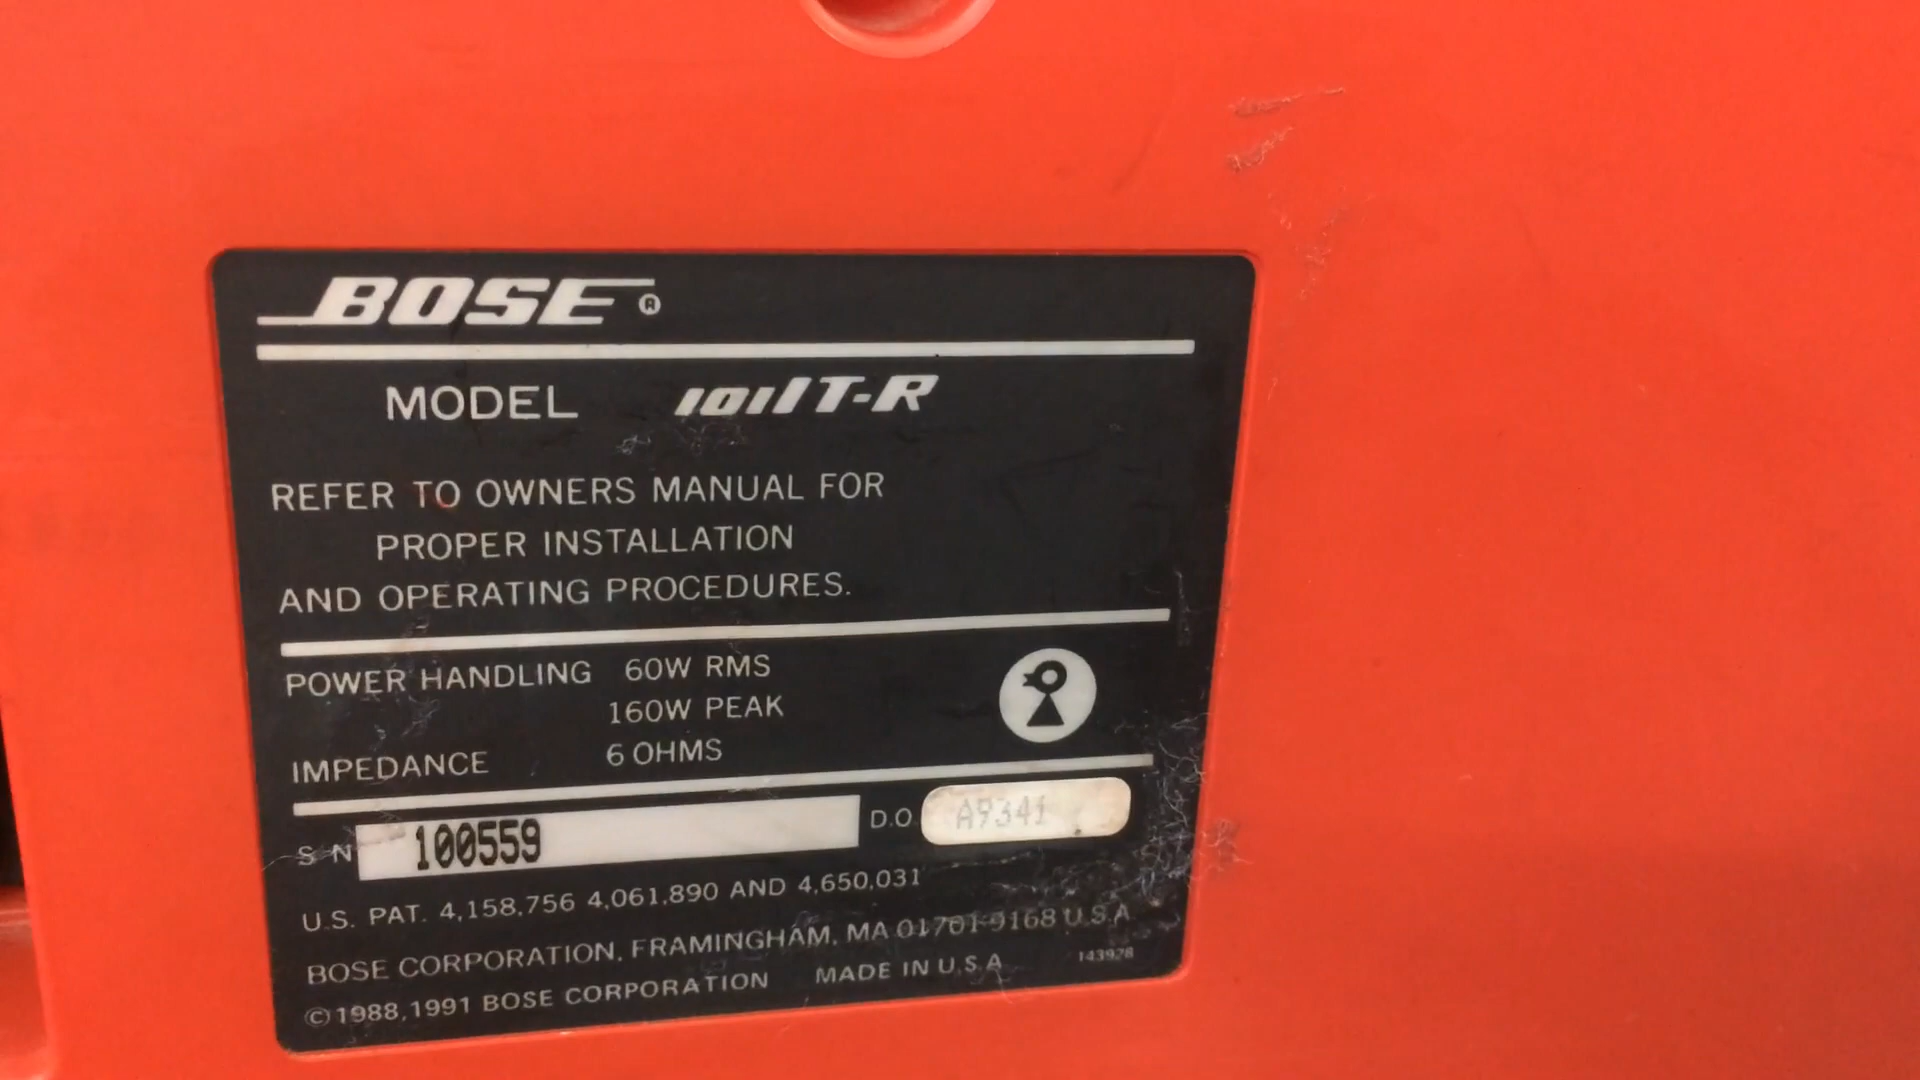 BOSE®
MODEL 101IT-R
REFER TO OWNERS MANUAL FOR
PROPER INSTALLATION
AND OPERATING PROCEDURES.
POWER HANDLING 60W RMS
160W PEAK
IMPEDANCE 6 OHMS
S N 100559 D.O. A9341
U.S. PAT. 4,158,756 4,061,890 AND 4,650,031
BOSE CORPORATION, FRAMINGHAM, MA 01701-9168 U.S.A
©1988,1991 BOSE CORPORATION MADE IN U.S.A 143928